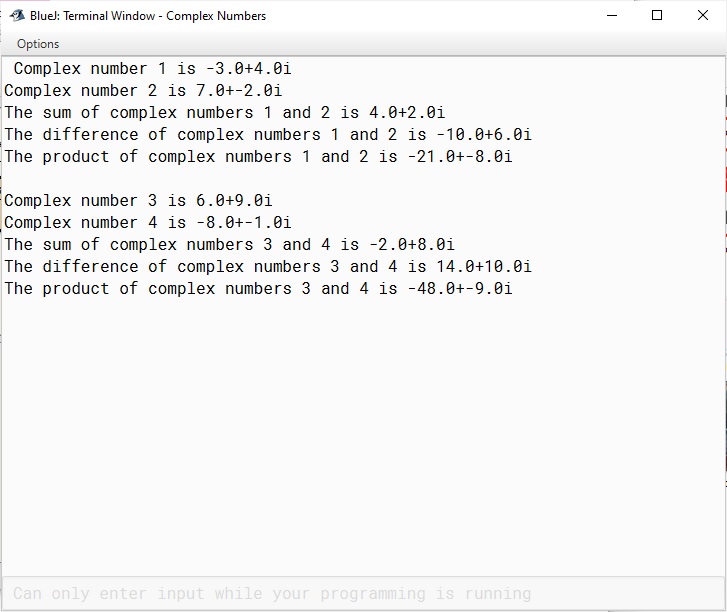 BlueJ: Terminal Window - Complex Numbers
Options
Complex number 1 is -3.0+4.0i
Complex number 2 is 7.0+-2.0i
The sum of complex numbers 1 and 2 is 4.0+2.0i
The difference of complex numbers 1 and 2 is -10.0+6.0i
The product of complex numbers 1 and 2 is -21.0+-8.0i
Complex number 3 is 6.0+9.0i
Complex number 4 is -8.0+-1.0i
The sum of complex numbers 3 and 4 is -2.0+8.0i
The difference of complex numbers 3 and 4 is 14.0+10.0i
The product of complex numbers 3 and 4 is -48.0+-9.0i
Can only enter input while your programming is running